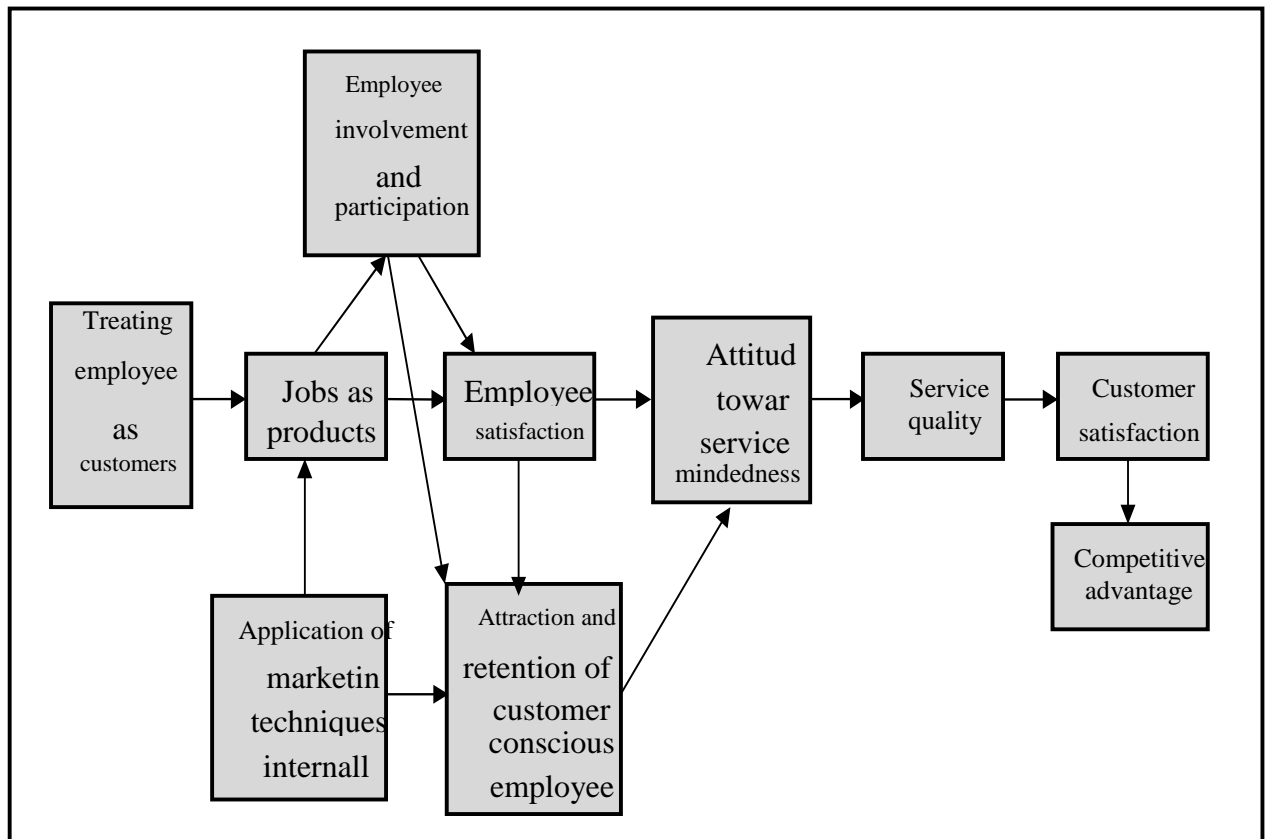 Employee
involvement
and
participation
Treating
employee
as
customers
Jobs as
products
Employee
satisfaction
Attitud
towar
service
mindedness
Service
quality
Customer
satisfaction
Competitive
advantage
Application of
marketin
techniques
internall
Attraction and
retention of
customer
conscious
employee